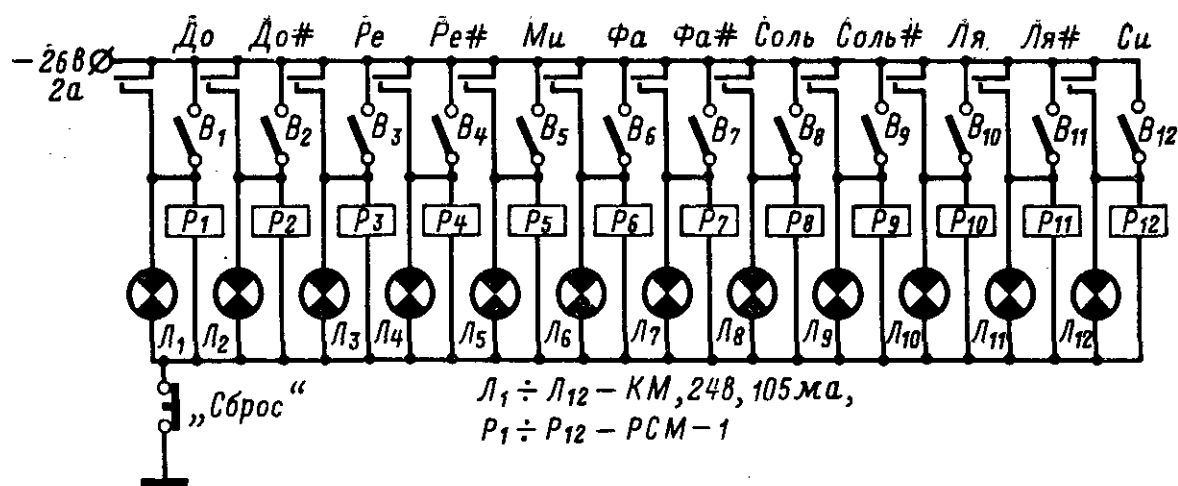 До До# Ре Ре# Ми Фа Фа# Соль Соль# Ля Ля# Си
– 26В
2а
В1 В2 В3 В4 В5 В6 В7 В8 В9 В10 В11 В12
Р1 Р2 Р3 Р4 Р5 Р6 Р7 Р8 Р9 Р10 Р11 Р12
Л1 Л2 Л3 Л4 Л5 Л6 Л7 Л8 Л9 Л10 Л11 Л12
„Сброс“
Л1 ÷ Л12 – КМ, 24В, 105ма,
Р1 ÷ Р12 – РСМ – 1